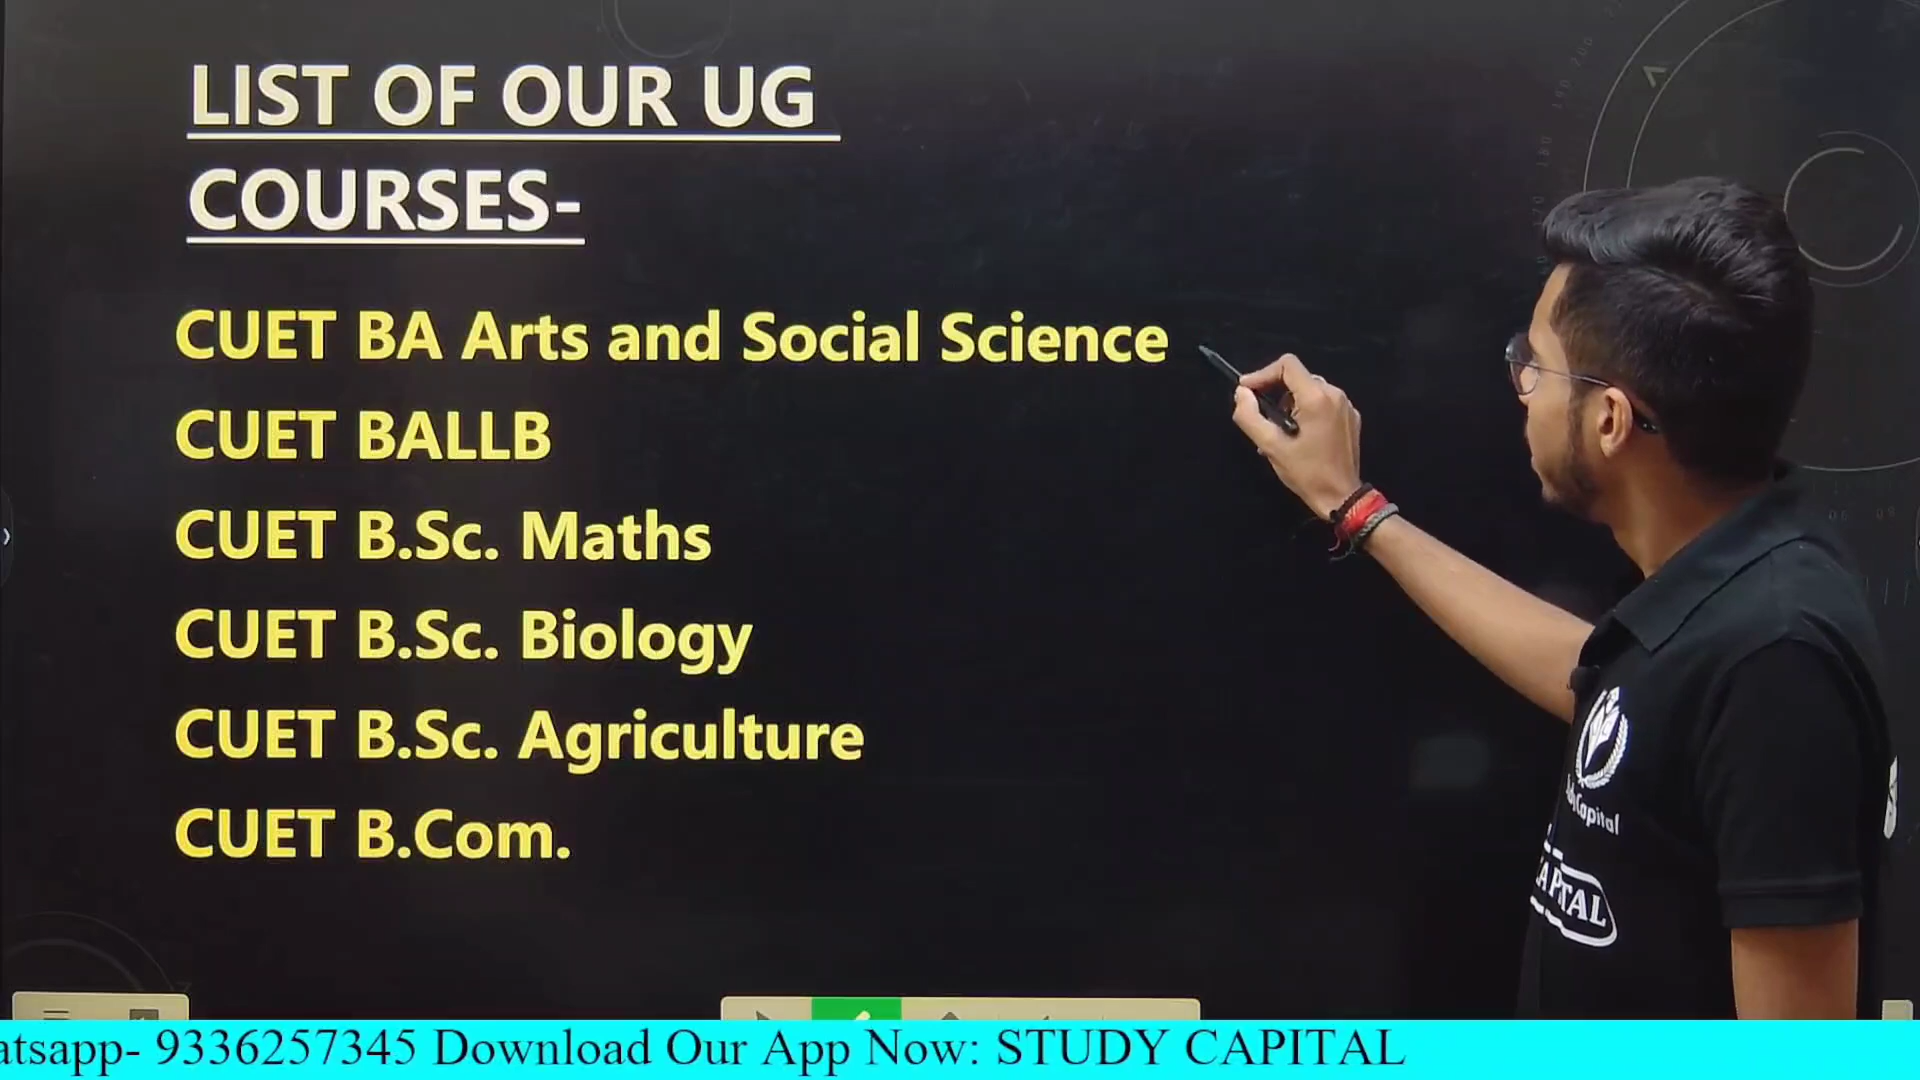 LIST OF OUR UG
COURSES-
CUET BA Arts and Social Science
CUET BALLB
CUET B.Sc. Maths
CUET B.Sc. Biology
CUET B.Sc. Agriculture
CUET B.Com.
Capital
atsapp- 9336257345 Download Our App Now: STUDY CAPITAL